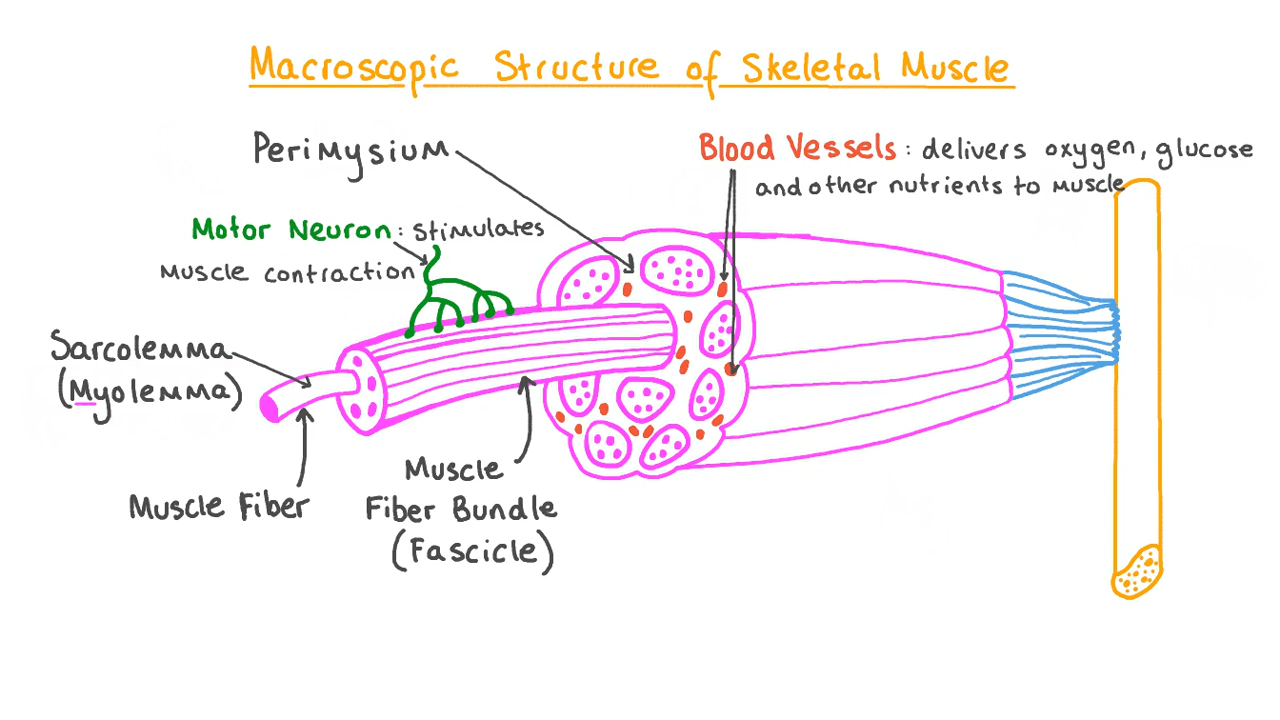 Macroscopic Structure of Skeletal Muscle
Perimysium
Blood Vessels: delivers oxygen, glucose
and other nutrients to muscle
Motor Neuron: stimulates
muscle contraction
Sarcolemma
(Myolemma)
Muscle
Muscle Fiber
Fiber Bundle
(Fascicle)